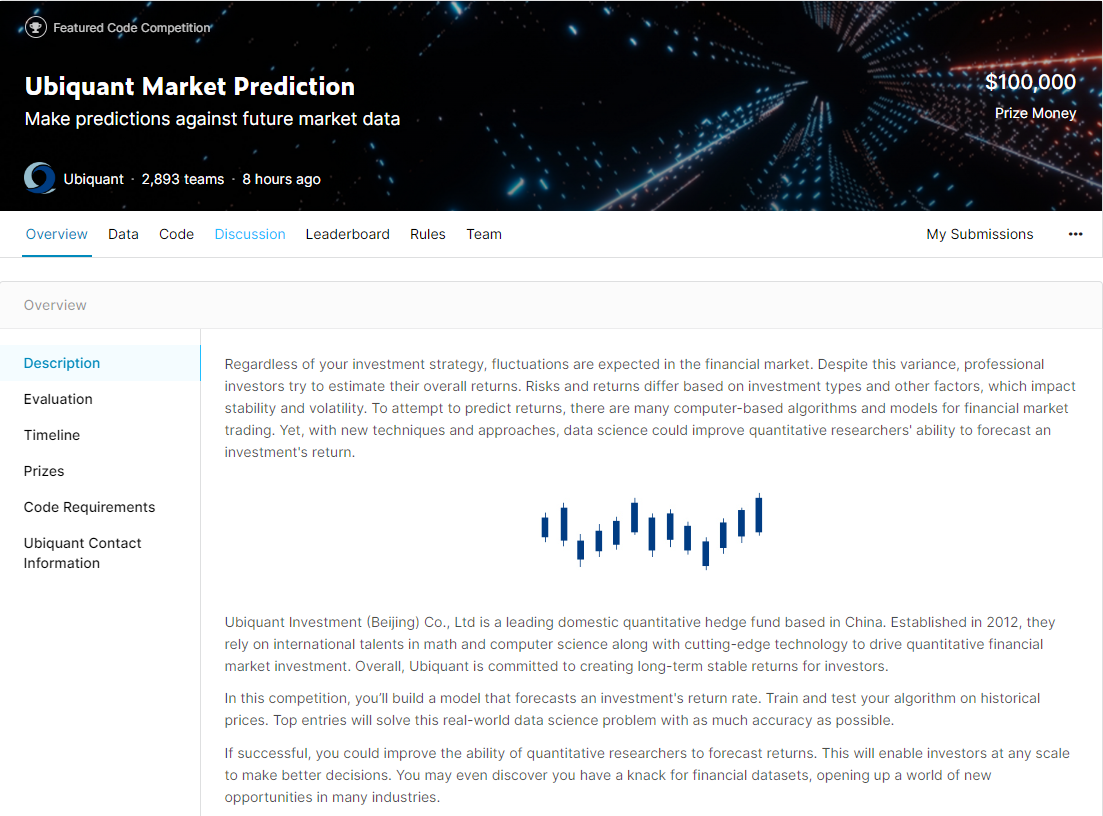 Featured Code Competition
Ubiquant Market Prediction
Make predictions against future market data
$100,000
Prize Money
Ubiquant · 2,893 teams · 8 hours ago
Overview Data Code Discussion Leaderboard Rules Team My Submissions •••
Overview
Description
Evaluation
Timeline
Prizes
Code Requirements
Ubiquant Contact
Information
Regardless of your investment strategy, fluctuations are expected in the financial market. Despite this variance, professional
investors try to estimate their overall returns. Risks and returns differ based on investment types and other factors, which impact
stability and volatility. To attempt to predict returns, there are many computer-based algorithms and models for financial market
trading. Yet, with new techniques and approaches, data science could improve quantitative researchers' ability to forecast an
investment's return.
Ubiquant Investment (Beijing) Co., Ltd is a leading domestic quantitative hedge fund based in China. Established in 2012, they
rely on international talents in math and computer science along with cutting-edge technology to drive quantitative financial
market investment. Overall, Ubiquant is committed to creating long-term stable returns for investors.
In this competition, you’ll build a model that forecasts an investment's return rate. Train and test your algorithm on historical
prices. Top entries will solve this real-world data science problem with as much accuracy as possible.
If successful, you could improve the ability of quantitative researchers to forecast returns. This will enable investors at any scale
to make better decisions. You may even discover you have a knack for financial datasets, opening up a world of new
opportunities in many industries.